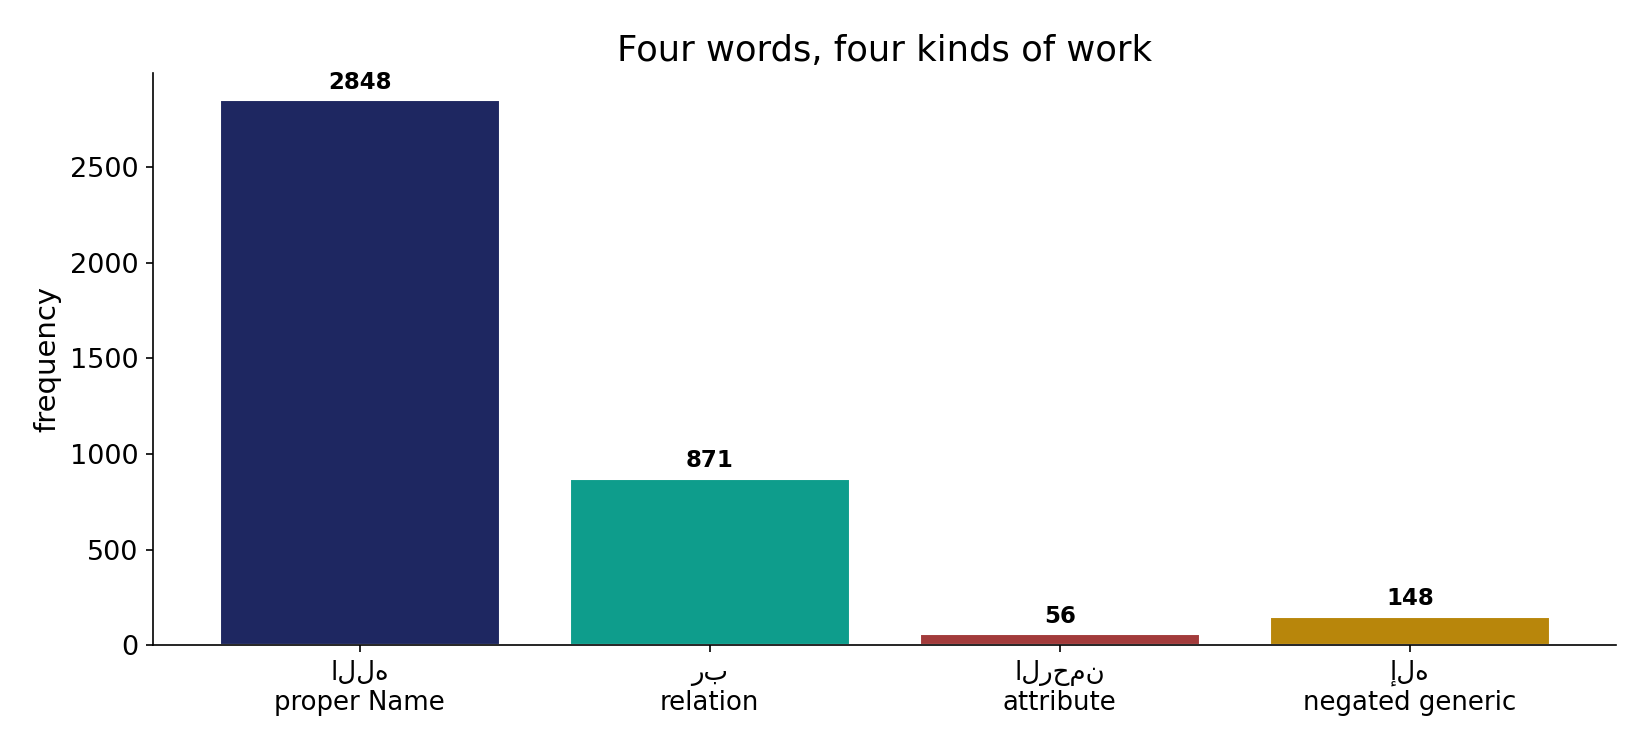 Four words, four kinds of work
frequency
2500
2000
1500
1000
500
0
2848
871
56
148
الله
proper Name
رب
relation
الرحمن
attribute
إله
negated generic